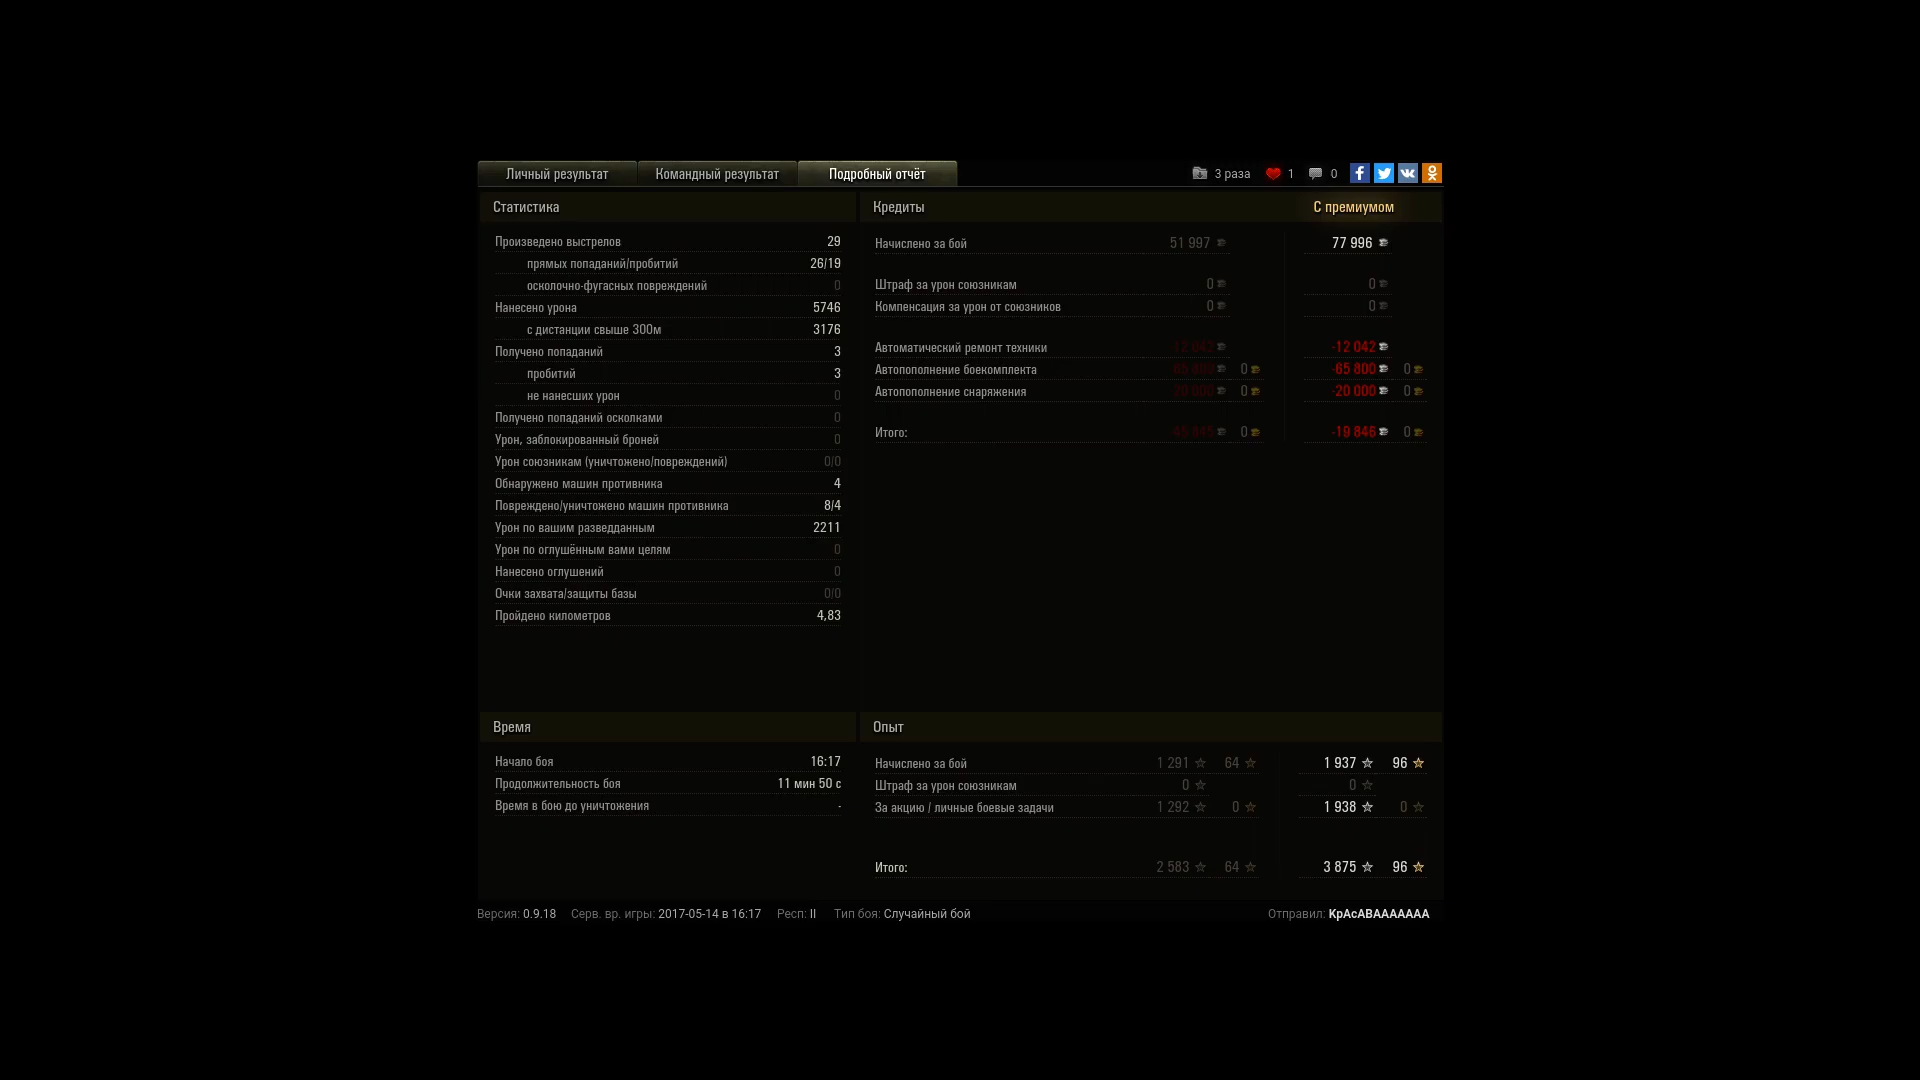 Личный результат Командный результат Подробный отчёт 3 раза 1 0
Статистика
Произведено выстрелов 29
прямых попаданий/пробитий 26/19
осколочно-фугасных повреждений 0
Нанесено урона 5746
с дистанции свыше 300м 3176
Получено попаданий 3
пробитий 3
не нанесших урон 0
Получено попаданий осколками 0
Урон, заблокированный броней 0
Урон союзникам (уничтожено/повреждений) 0/0
Обнаружено машин противника 4
Повреждено/уничтожено машин противника 8/4
Урон по вашим разведданным 2211
Урон по оглушённым вами целям 0
Нанесено оглушений 0
Очки захвата/защиты базы 0/0
Пройдено километров 4,83
Кредиты С премиумом
Начислено за бой 51 997 77 996
Штраф за урон союзникам 0 0
Компенсация за урон от союзников 0 0
Автоматический ремонт техники -12 042 -12 042
Автопополнение боекомплекта -65 800 0 -65 800 0
Автопополнение снаряжения -20 000 0 -20 000 0
Итого: -45 845 0 -19 846 0
Время
Начало боя 16:17
Продолжительность боя 11 мин 50 с
Время в бою до уничтожения -
Опыт
Начислено за бой 1 291 64 1 937 96
Штраф за урон союзникам 0 0
За акцию / личные боевые задачи 1 292 0 1 938 0
Итого: 2 583 64 3 875 96
Версия: 0.9.18 Серв. вр. игры: 2017-05-14 в 16:17 Респ: II Тип боя: Случайный бой Отправил: KpAcABAAAAAAA